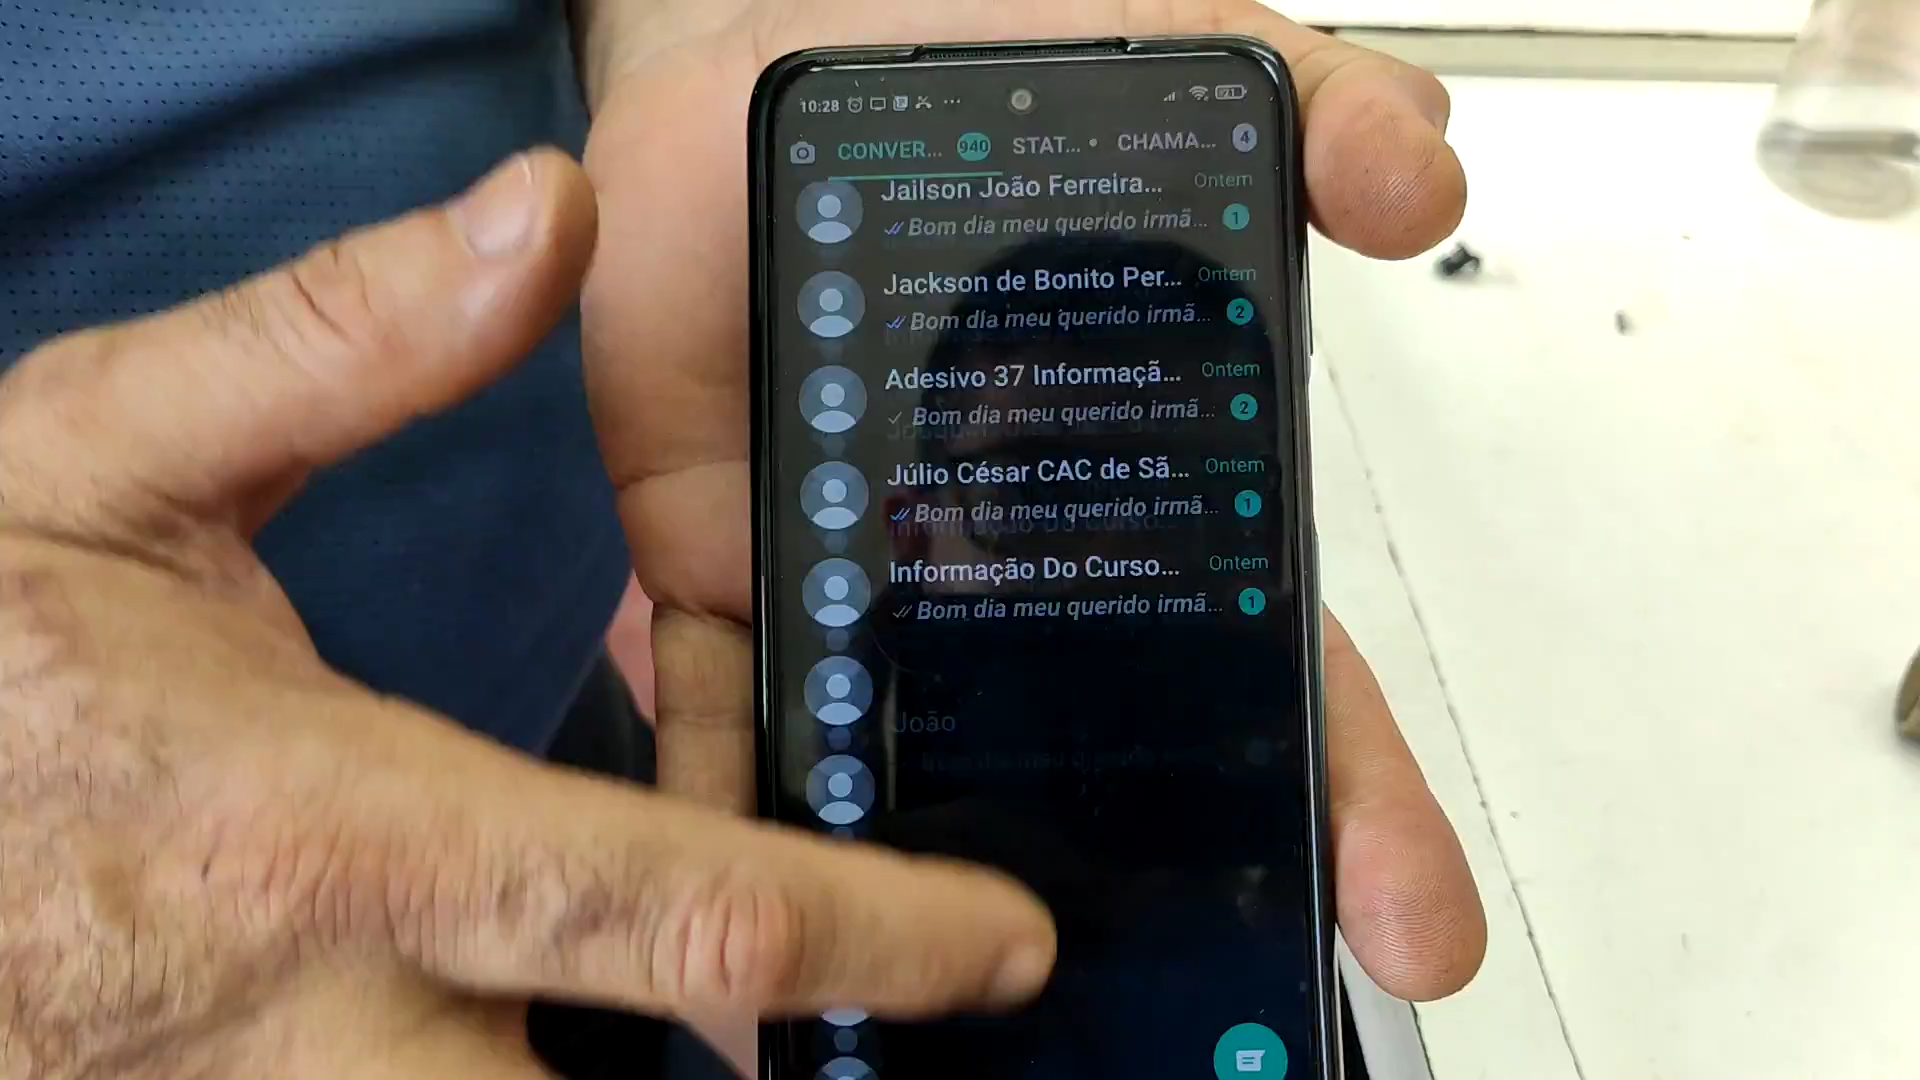 10:28 21
CONVER... 940 STAT... CHAMA... 4
Jailson João Ferreira... Ontem
Bom dia meu querido irmã... 1
Jackson de Bonito Per... Ontem
Bom dia meu querido irmã... 2
Adesivo 37 Informaçã... Ontem
Bom dia meu querido irmã... 2
Júlio César CAC de Sã... Ontem
Bom dia meu querido irmã... 1
Informação Do Curso... Ontem
Bom dia meu querido irmã... 1
João